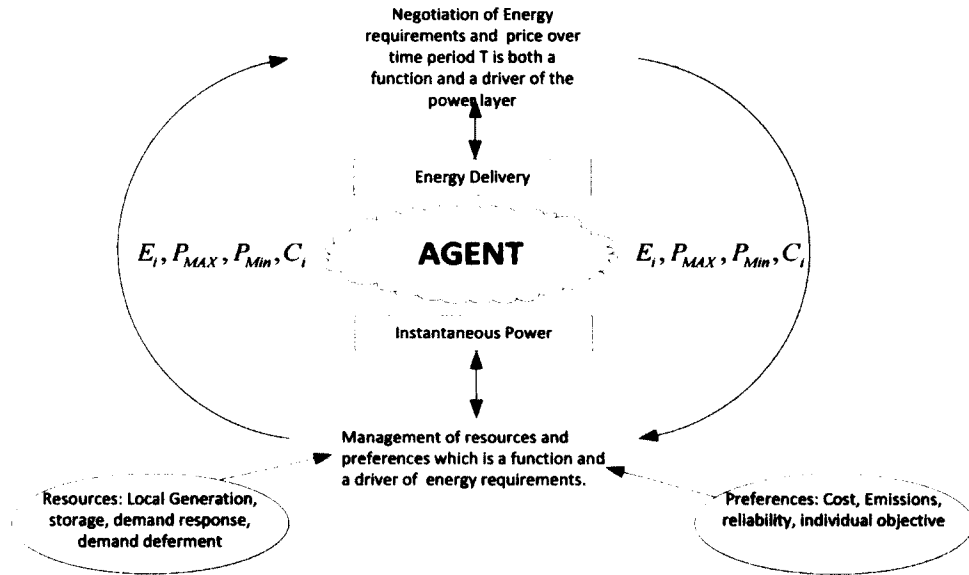 Negotiation of Energy
requirements and price over
time period T is both a
function and a driver of the
power layer
Energy Delivery
E_i, P_MAX, P_Min, C_i
AGENT
E_i, P_MAX, P_Min, C_i
Instantaneous Power
Management of resources and
preferences which is a function and
a driver of energy requirements.
Resources: Local Generation,
storage, demand response,
demand deferment
Preferences: Cost, Emissions,
reliability, individual objective